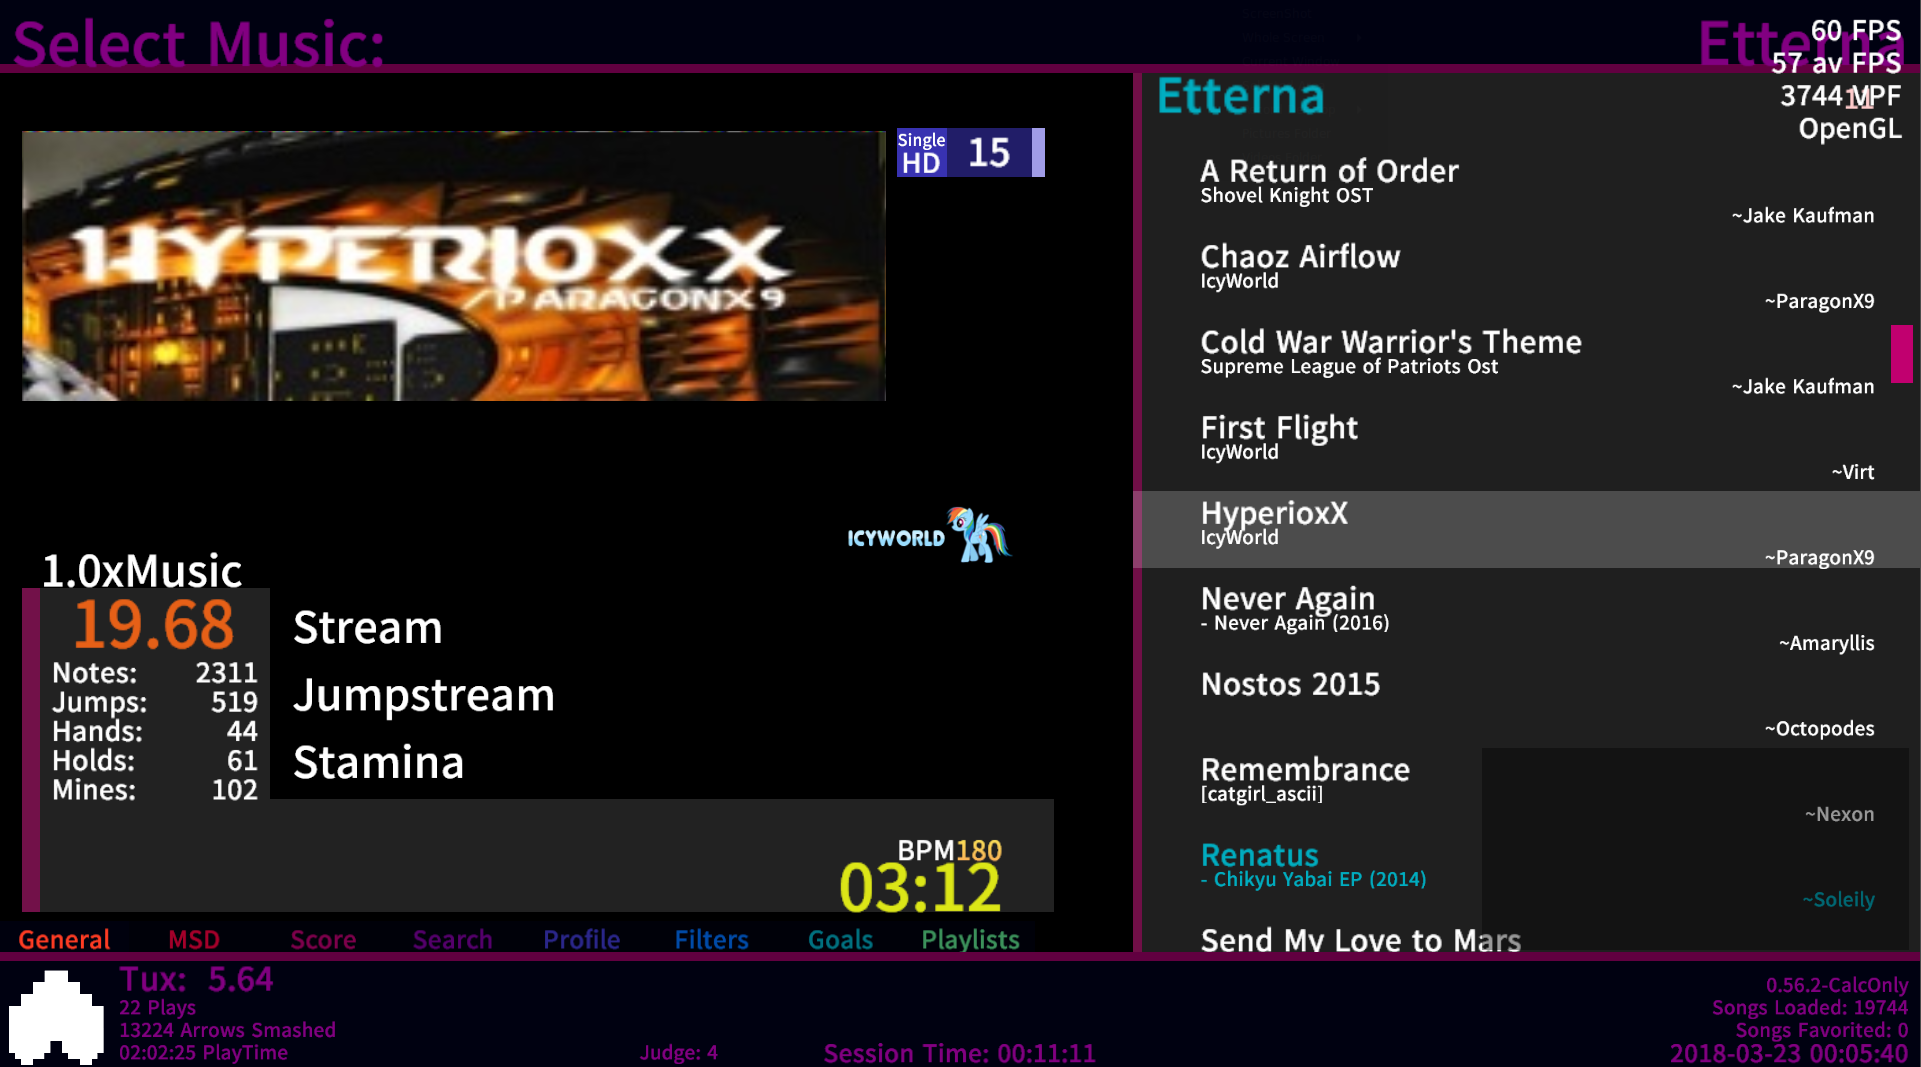 Select Music:
Etterna
60 FPS
57 av FPS
3744 MPF
11
OpenGL
HYPERIOXX
/PARAGONX9
Single
HD
15
ICYWORLD
1.0xMusic
19.68
Notes: 2311
Jumps: 519
Hands: 44
Holds: 61
Mines: 102
Stream
Jumpstream
Stamina
BPM180
03:12
Etterna
A Return of Order
Shovel Knight OST
~Jake Kaufman
Chaoz Airflow
IcyWorld
~ParagonX9
Cold War Warrior's Theme
Supreme League of Patriots Ost
~Jake Kaufman
First Flight
IcyWorld
~Virt
HyperioxX
IcyWorld
~ParagonX9
Never Again
- Never Again (2016)
~Amaryllis
Nostos 2015
~Octopodes
Remembrance
[catgirl_ascii]
~Nexon
Renatus
- Chikyu Yabai EP (2014)
~Soleily
Send My Love to Mars
General MSD Score Search Profile Filters Goals Playlists
Tux: 5.64
22 Plays
13224 Arrows Smashed
02:02:25 PlayTime
Judge: 4
Session Time: 00:11:11
0.56.2-CalcOnly
Songs Loaded: 19744
Songs Favorited: 0
2018-03-23 00:05:40